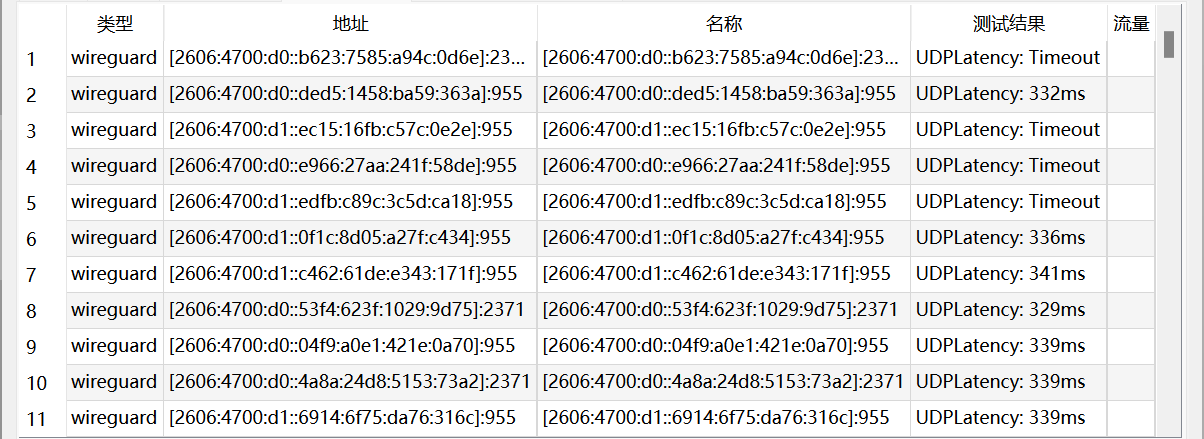 类型 地址 名称 测试结果 流量
1 wireguard [2606:4700:d0::b623:7585:a94c:0d6e]:23... [2606:4700:d0::b623:7585:a94c:0d6e]:23... UDPLatency: Timeout
2 wireguard [2606:4700:d0::ded5:1458:ba59:363a]:955 [2606:4700:d0::ded5:1458:ba59:363a]:955 UDPLatency: 332ms
3 wireguard [2606:4700:d1::ec15:16fb:c57c:0e2e]:955 [2606:4700:d1::ec15:16fb:c57c:0e2e]:955 UDPLatency: Timeout
4 wireguard [2606:4700:d0::e966:27aa:241f:58de]:955 [2606:4700:d0::e966:27aa:241f:58de]:955 UDPLatency: Timeout
5 wireguard [2606:4700:d1::edfb:c89c:3c5d:ca18]:955 [2606:4700:d1::edfb:c89c:3c5d:ca18]:955 UDPLatency: Timeout
6 wireguard [2606:4700:d1::0f1c:8d05:a27f:c434]:955 [2606:4700:d1::0f1c:8d05:a27f:c434]:955 UDPLatency: 336ms
7 wireguard [2606:4700:d1::c462:61de:e343:171f]:955 [2606:4700:d1::c462:61de:e343:171f]:955 UDPLatency: 341ms
8 wireguard [2606:4700:d0::53f4:623f:1029:9d75]:2371 [2606:4700:d0::53f4:623f:1029:9d75]:2371 UDPLatency: 329ms
9 wireguard [2606:4700:d0::04f9:a0e1:421e:0a70]:955 [2606:4700:d0::04f9:a0e1:421e:0a70]:955 UDPLatency: 339ms
10 wireguard [2606:4700:d0::4a8a:24d8:5153:73a2]:2371 [2606:4700:d0::4a8a:24d8:5153:73a2]:2371 UDPLatency: 339ms
11 wireguard [2606:4700:d1::6914:6f75:da76:316c]:955 [2606:4700:d1::6914:6f75:da76:316c]:955 UDPLatency: 339ms